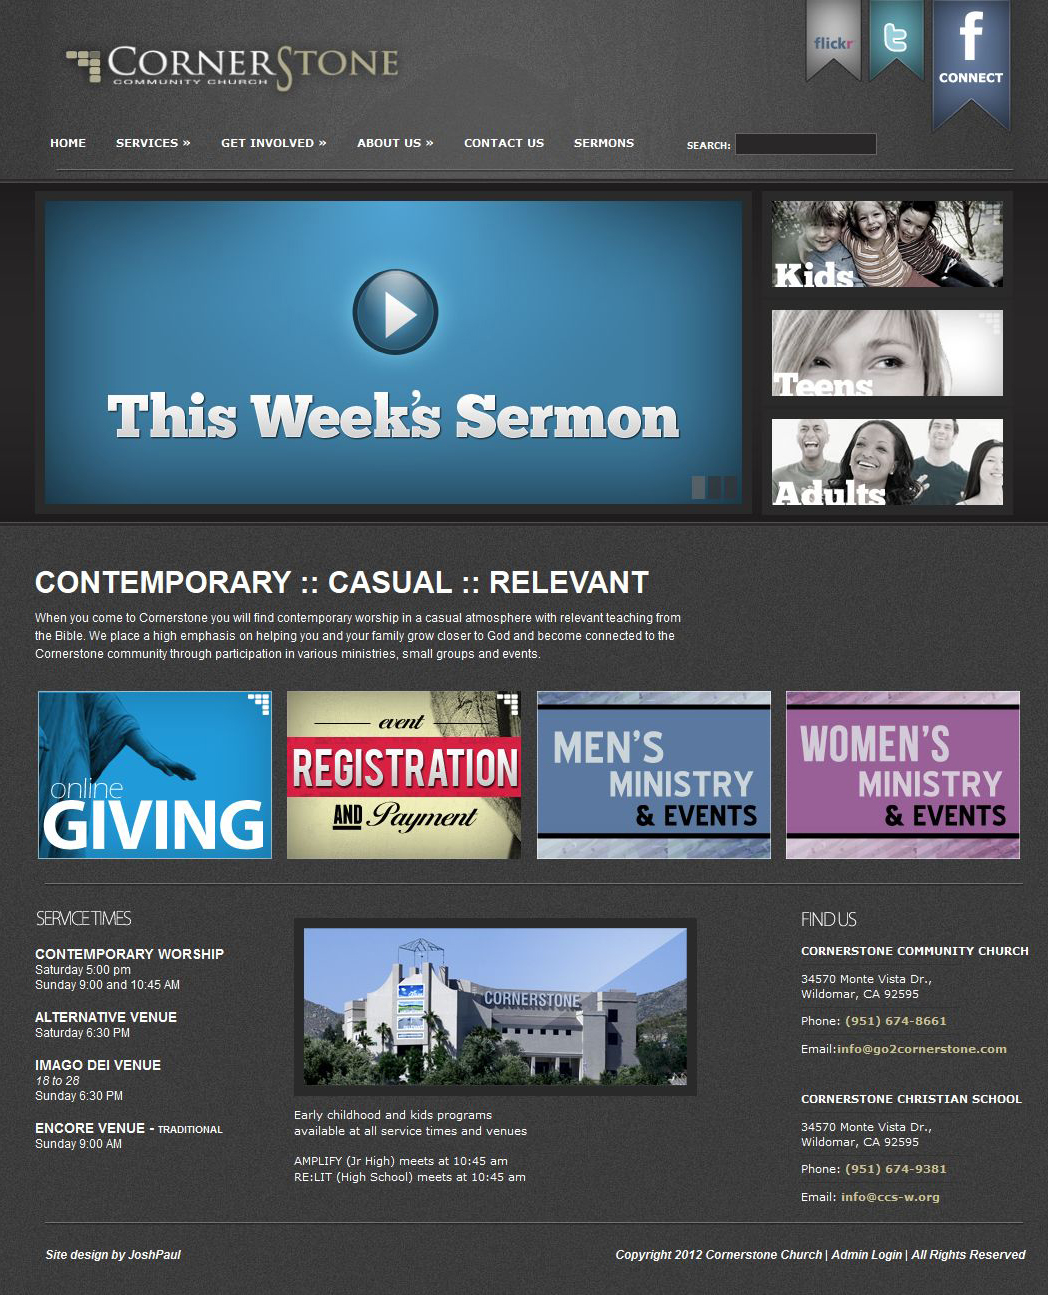 CORNERSTONE
COMMUNITY CHURCH
flickr
t
f
CONNECT
HOME
SERVICES »
GET INVOLVED »
ABOUT US »
CONTACT US
SERMONS
SEARCH:
This Week's Sermon
Kids
Teens
Adults
CONTEMPORARY :: CASUAL :: RELEVANT
When you come to Cornerstone you will find contemporary worship in a casual atmosphere with relevant teaching from
the Bible. We place a high emphasis on helping you and your family grow closer to God and become connected to the
Cornerstone community through participation in various ministries, small groups and events.
online
GIVING
event
REGISTRATION
AND Payment
MEN'S
MINISTRY
& EVENTS
WOMEN'S
MINISTRY
& EVENTS
SERVICE TIMES
CONTEMPORARY WORSHIP
Saturday 5:00 pm
Sunday 9:00 and 10:45 AM
ALTERNATIVE VENUE
Saturday 6:30 PM
IMAGO DEI VENUE
18 to 28
Sunday 6:30 PM
ENCORE VENUE - TRADITIONAL
Sunday 9:00 AM
CORNERSTONE
Early childhood and kids programs
available at all service times and venues
AMPLIFY (Jr High) meets at 10:45 am
RE:LIT (High School) meets at 10:45 am
FIND US
CORNERSTONE COMMUNITY CHURCH
34570 Monte Vista Dr.,
Wildomar, CA 92595
Phone: (951) 674-8661
Email:info@go2cornerstone.com
CORNERSTONE CHRISTIAN SCHOOL
34570 Monte Vista Dr.,
Wildomar, CA 92595
Phone: (951) 674-9381
Email: info@ccs-w.org
Site design by JoshPaul
Copyright 2012 Cornerstone Church | Admin Login | All Rights Reserved